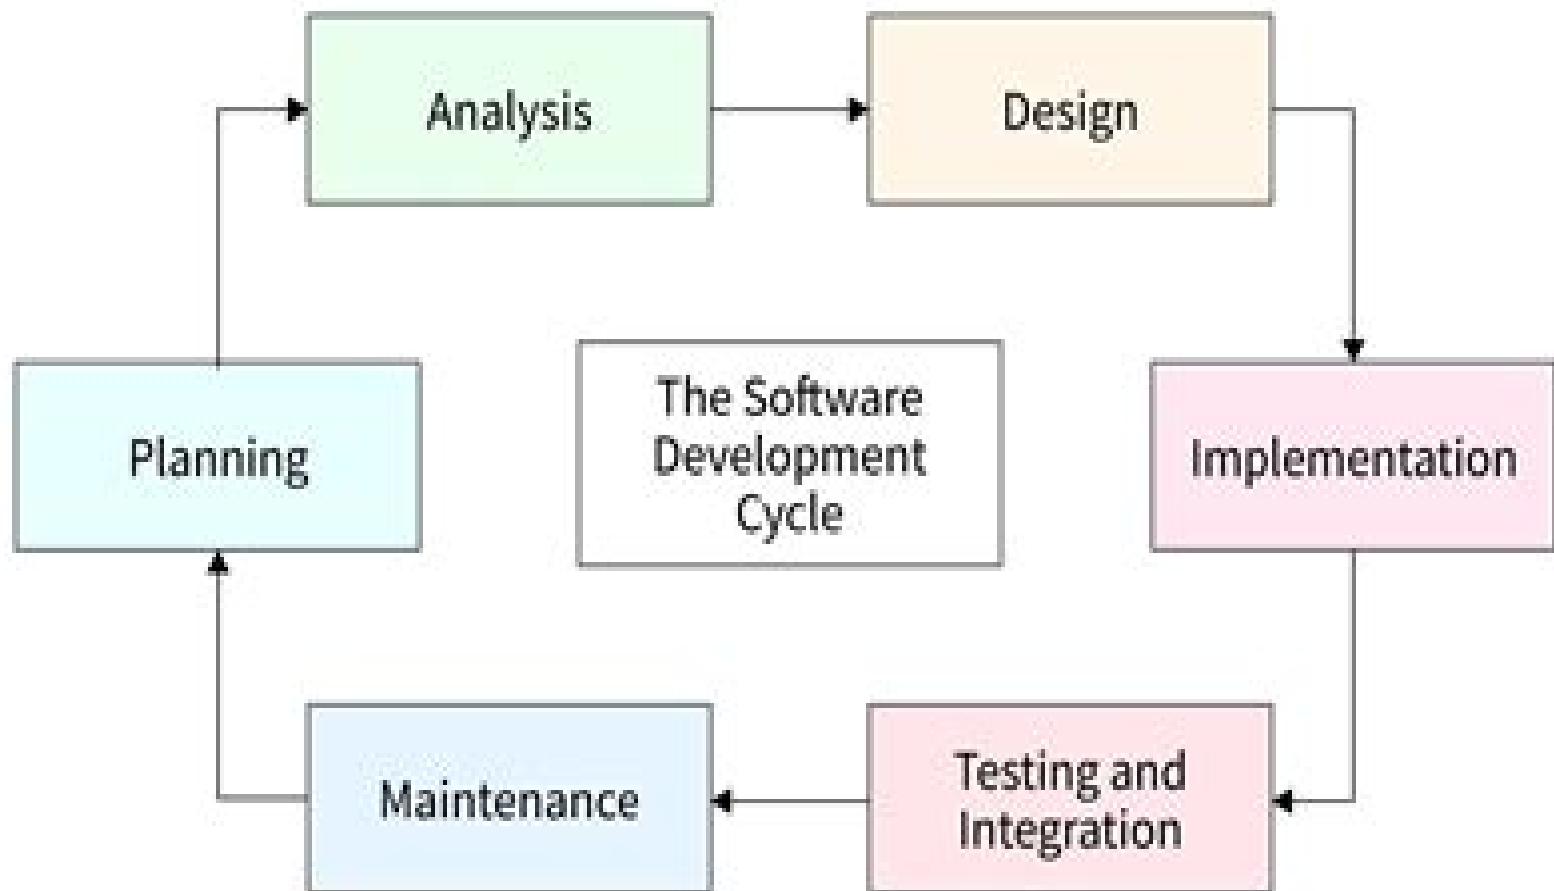 Analysis
Design
Planning
The Software
Development
Cycle
Implementation
Maintenance
Testing and
Integration